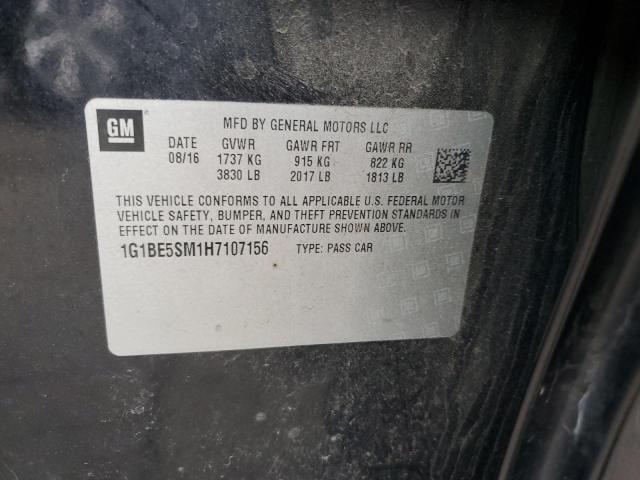 GM
MFD BY GENERAL MOTORS LLC
DATE GVWR GAWR FRT GAWR RR
08/16 1737 KG 915 KG 822 KG
3830 LB 2017 LB 1813 LB
THIS VEHICLE CONFORMS TO ALL APPLICABLE U.S. FEDERAL MOTOR
VEHICLE SAFETY, BUMPER, AND THEFT PREVENTION STANDARDS IN
EFFECT ON THE DATE OF MANUFACTURE SHOWN ABOVE.
1G1BE5SM1H7107156 TYPE: PASS CAR